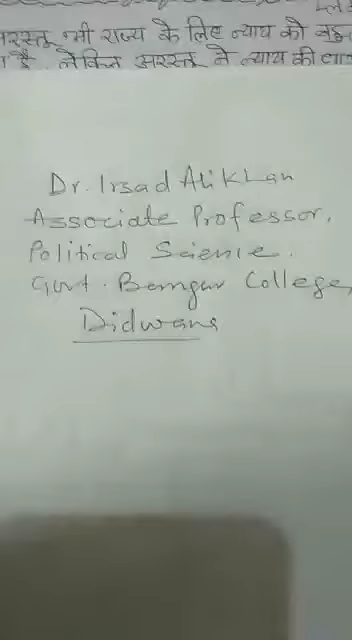 अरस्तू भी राज्य के लिए न्याय को
है. लेकिन अरस्तू ने न्याय की
Dr. Irsad Ali Khan
Associate Professor.
Political Science.
Govt. Bangur College,
Didwana